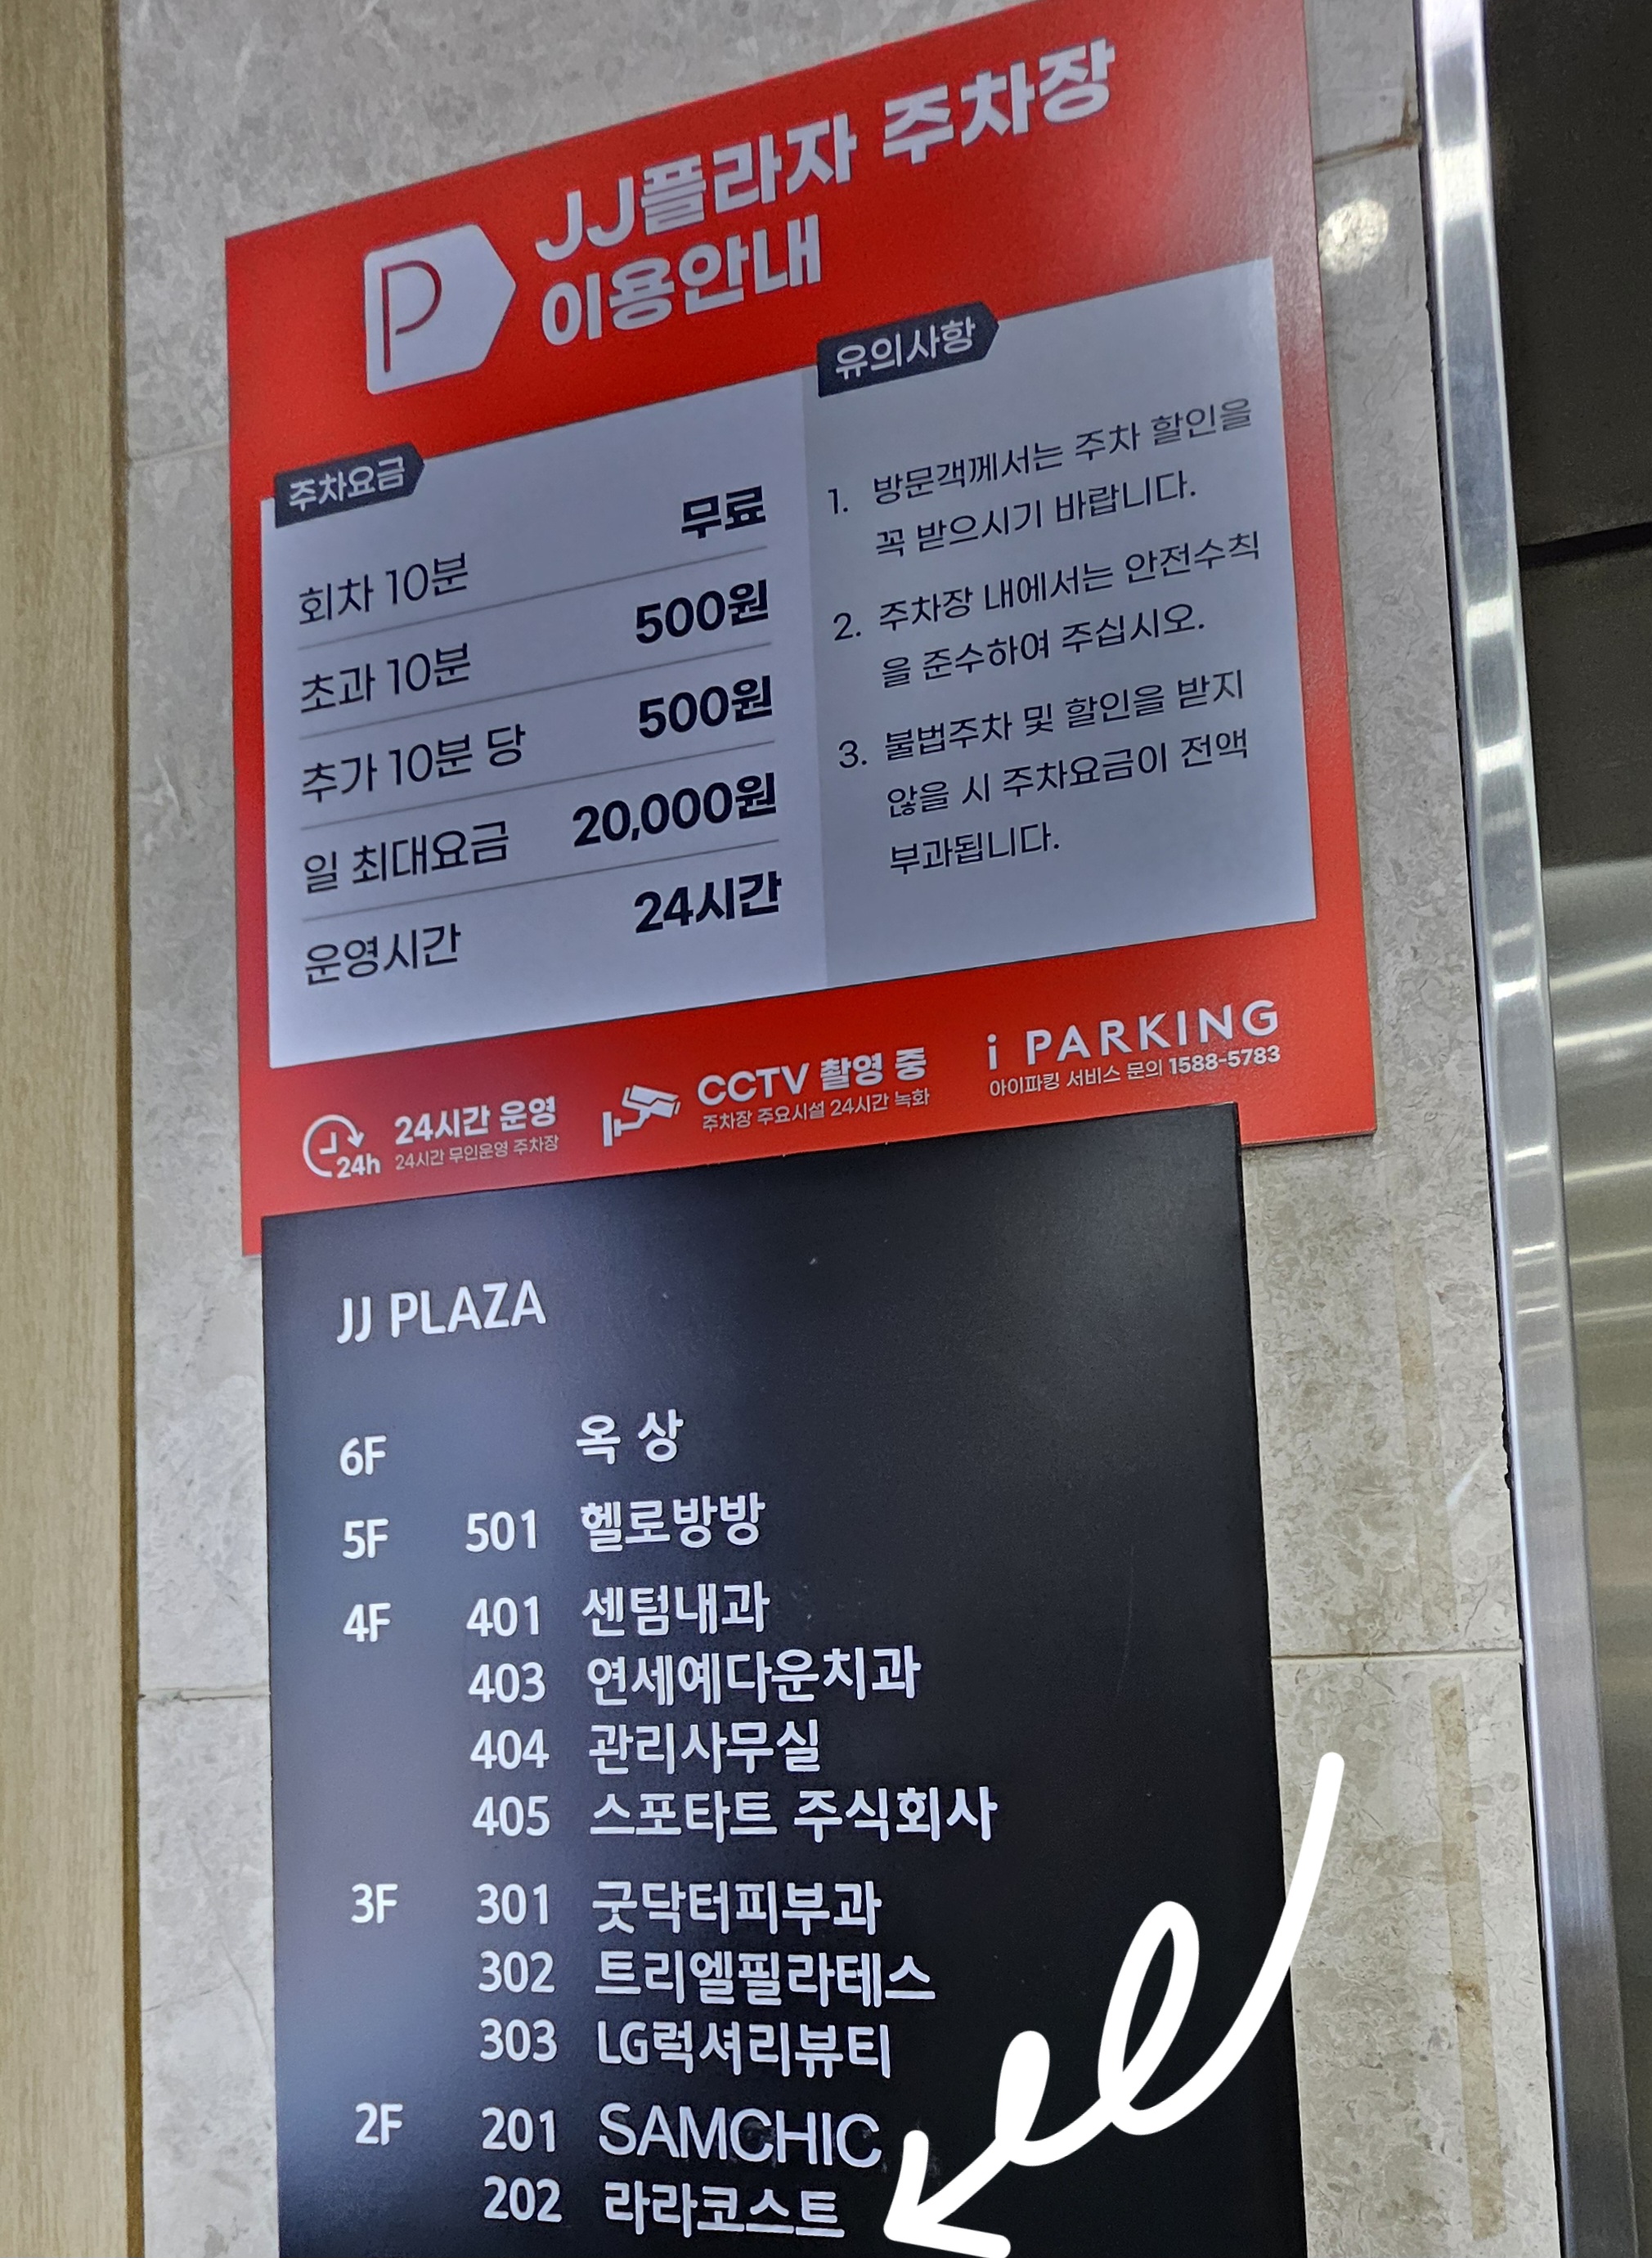 P
JJ플라자 주차장
이용안내
주차요금
회차 10분 무료
초과 10분 500원
추가 10분 당 500원
일 최대요금 20,000원
운영시간 24시간
유의사항
1. 방문객께서는 주차 할인을
꼭 받으시기 바랍니다.
2. 주차장 내에서는 안전수칙
을 준수하여 주십시오.
3. 불법주차 및 할인을 받지
않을 시 주차요금이 전액
부과됩니다.
24h
24시간 운영
24시간 무인운영 주차장
CCTV 촬영 중
주차장 주요시설 24시간 녹화
i PARKING
아이파킹 서비스 문의 1588-5783
JJ PLAZA
6F 옥 상
5F 501 헬로방방
4F 401 센텀내과
403 연세예다운치과
404 관리사무실
405 스포타트 주식회사
3F 301 굿닥터피부과
302 트리엘필라테스
303 LG럭셔리뷰티
2F 201 SAMCHIC
202 라라코스트